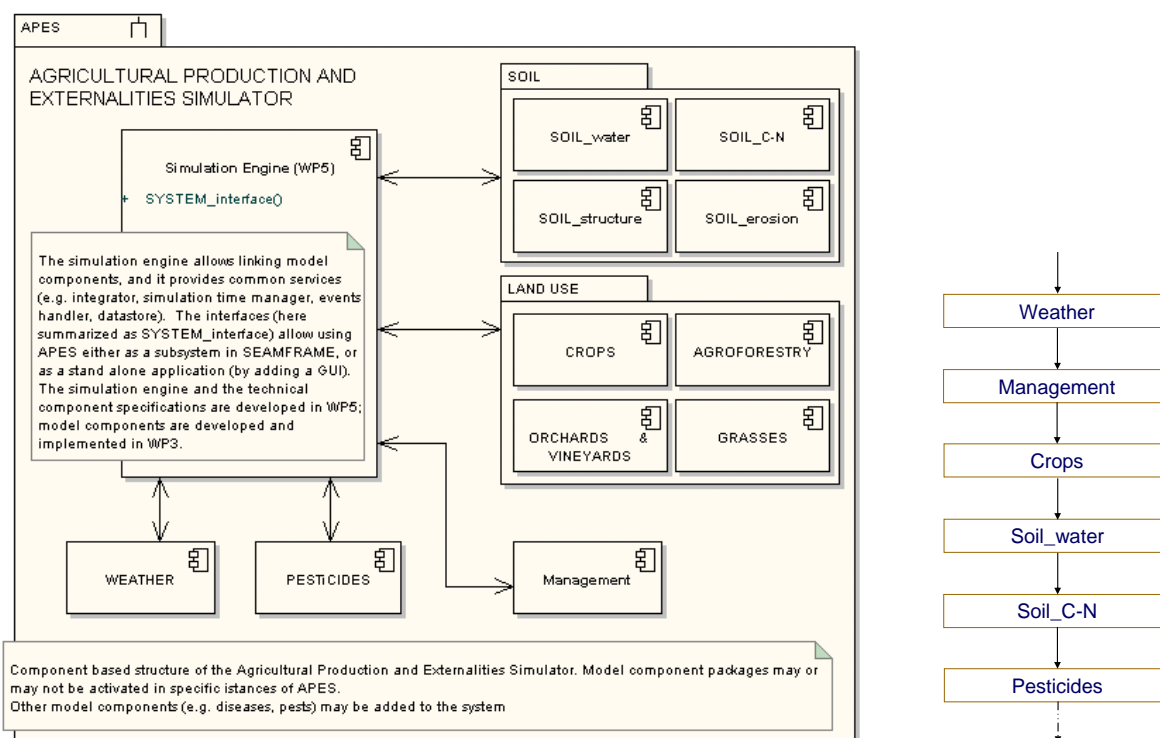 APES
AGRICULTURAL PRODUCTION AND
EXTERNALITIES SIMULATOR
Simulation Engine (WP5)
+ SYSTEM_interface()
The simulation engine allows linking model
components, and it provides common services
(e.g. integrator, simulation time manager, events
handler, datastore). The interfaces (here
summarized as SYSTEM_interface) allow using
APES either as a subsystem in SEAMFRAME, or
as a stand alone application (by adding a GUI).
The simulation engine and the technical
component specifications are developed in WP5;
model components are developed and
implemented in WP3.
SOIL
SOIL_water
SOIL_C-N
SOIL_structure
SOIL_erosion
LAND USE
CROPS
AGROFORESTRY
ORCHARDS &
VINEYARDS
GRASSES
WEATHER
PESTICIDES
Management
Component based structure of the Agricultural Production and Externalities Simulator. Model component packages may or
may not be activated in specific istances of APES.
Other model components (e.g. diseases, pests) may be added to the system
Weather
Management
Crops
Soil_water
Soil_C-N
Pesticides